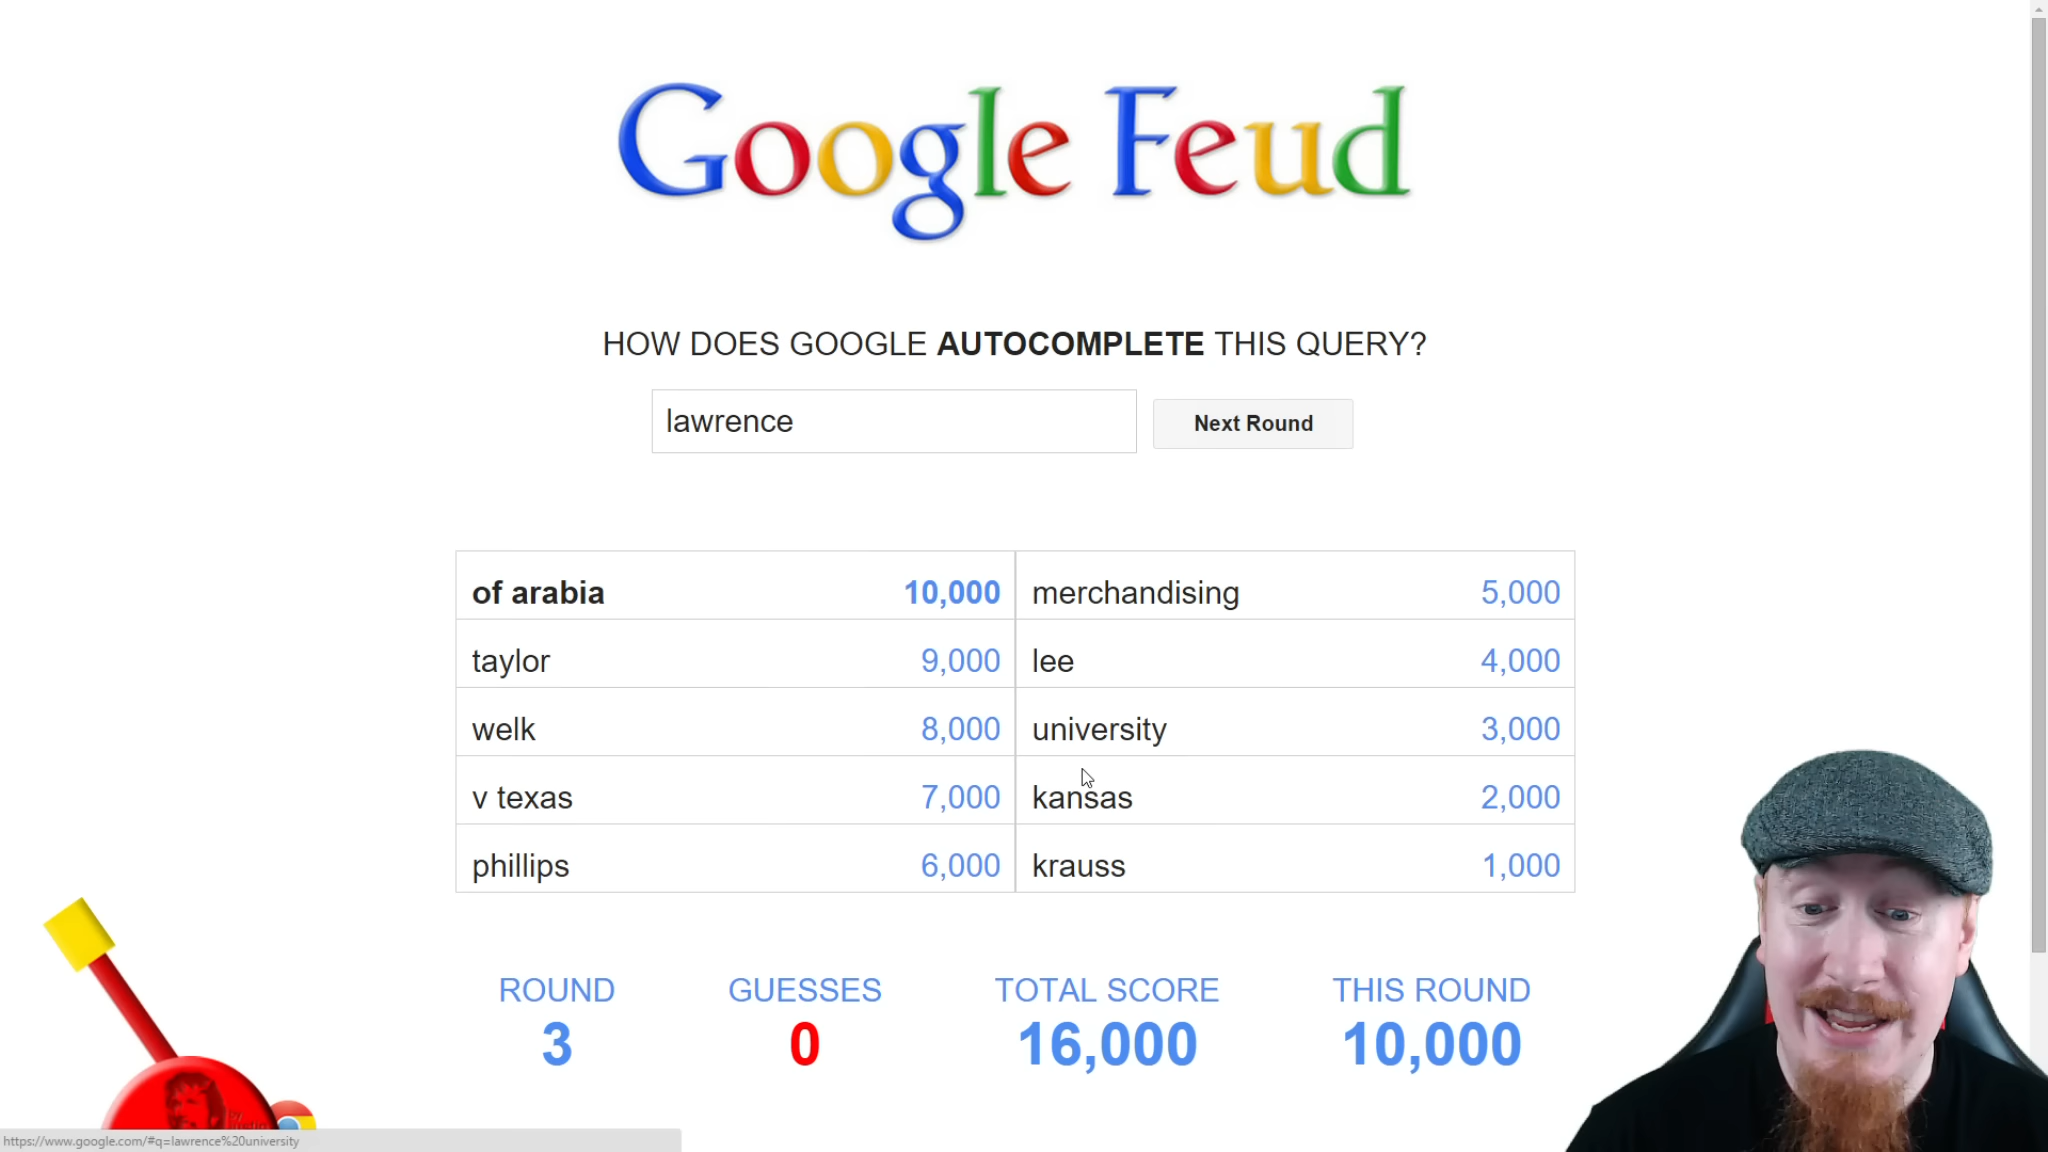 Google Feud
HOW DOES GOOGLE AUTOCOMPLETE THIS QUERY?
lawrence
Next Round
of arabia 10,000 merchandising 5,000
taylor 9,000 lee 4,000
welk 8,000 university 3,000
v texas 7,000 kansas 2,000
phillips 6,000 krauss 1,000
ROUND GUESSES TOTAL SCORE THIS ROUND
3 0 16,000 10,000
https://www.google.com/#q=lawrence%20university